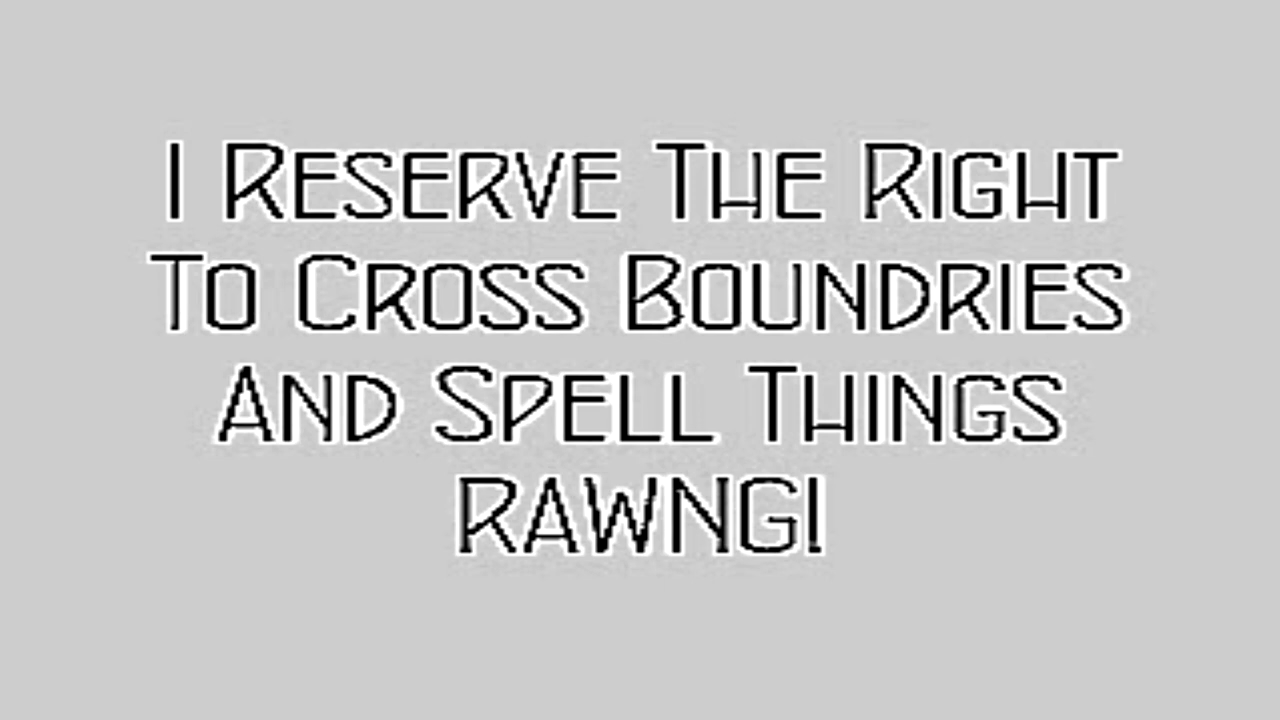 I Reserve The Right
To Cross Boundries
And Spell Things
RAWNG!